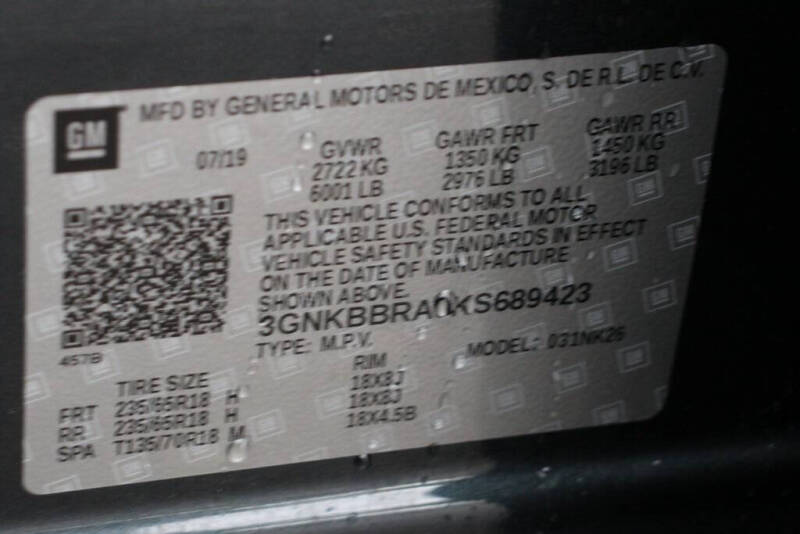 GM
MFD BY GENERAL MOTORS DE MEXICO, S. DE R.L. DE C.V.
07/19
GVWR GAWR FRT GAWR RR
2722 KG 1350 KG 1450 KG
6001 LB 2976 LB 3196 LB
THIS VEHICLE CONFORMS TO ALL
APPLICABLE U.S. FEDERAL MOTOR
VEHICLE SAFETY STANDARDS IN EFFECT
ON THE DATE OF MANUFACTURE
SHOWN ABOVE.
3GNKBBRA0KS689423
TYPE: M.P.V. MODEL: 031NK26
457B
TIRE SIZE RIM
FRT 235/65R18 H 18X8J
RR 235/65R18 H 18X8J
SPA T135/70R18 M 18X4.5B